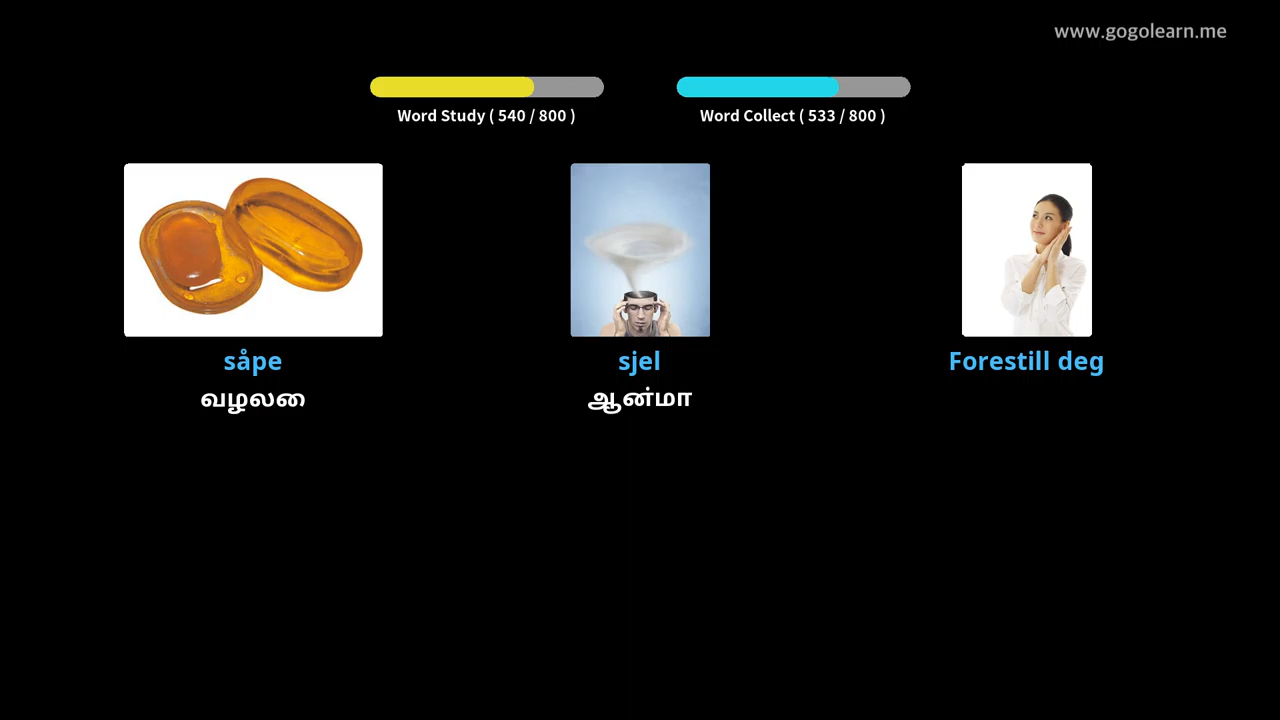 www.gogolearn.me
Word Study ( 540 / 800 )
Word Collect ( 533 / 800 )
såpe
sjel
Forestill deg
வழலை
ஆன்மா